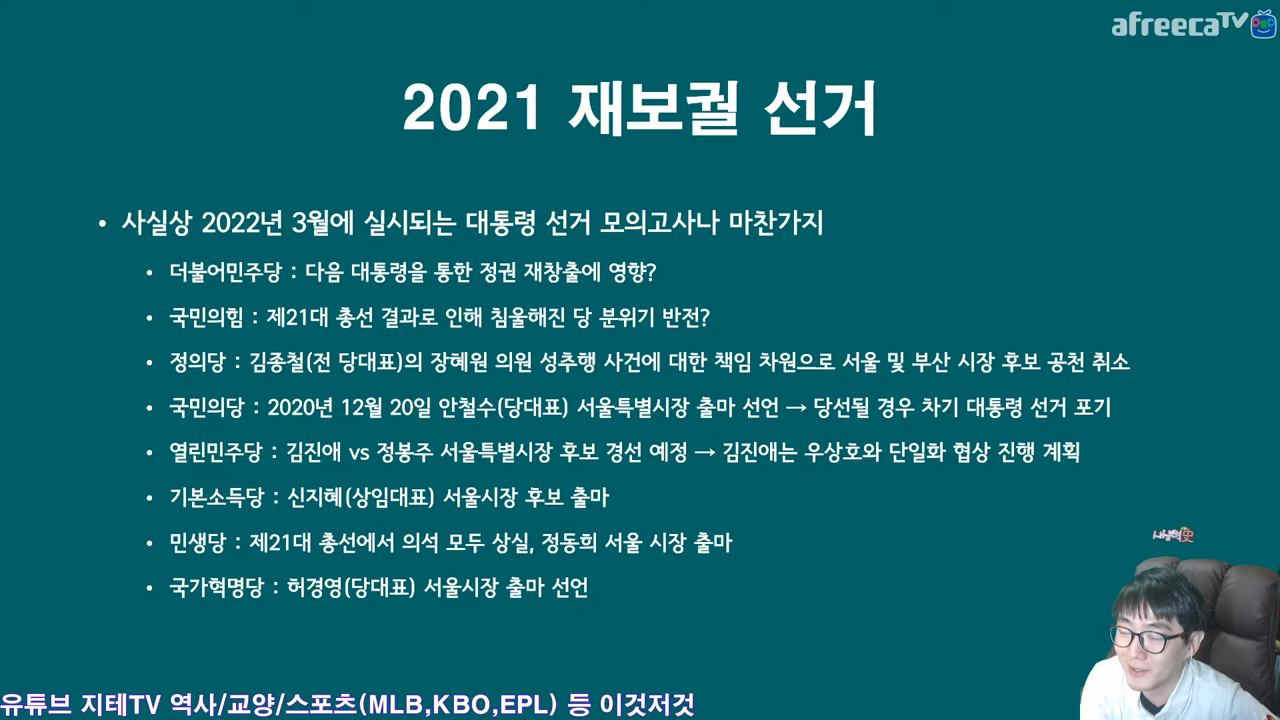 afreecaTV
2021 재보궐 선거
• 사실상 2022년 3월에 실시되는 대통령 선거 모의고사나 마찬가지
• 더불어민주당 : 다음 대통령을 통한 정권 재창출에 영향?
• 국민의힘 : 제21대 총선 결과로 인해 침울해진 당 분위기 반전?
• 정의당 : 김종철(전 당대표)의 장혜원 의원 성추행 사건에 대한 책임 차원으로 서울 및 부산 시장 후보 공천 취소
• 국민의당 : 2020년 12월 20일 안철수(당대표) 서울특별시장 출마 선언 → 당선될 경우 차기 대통령 선거 포기
• 열린민주당 : 김진애 vs 정봉주 서울특별시장 후보 경선 예정 → 김진애는 우상호와 단일화 협상 진행 계획
• 기본소득당 : 신지혜(상임대표) 서울시장 후보 출마
• 민생당 : 제21대 총선에서 의석 모두 상실, 정동희 서울 시장 출마
• 국가혁명당 : 허경영(당대표) 서울시장 출마 선언
유튜브 지테TV 역사/교양/스포츠(MLB,KBO,EPL) 등 이것저것